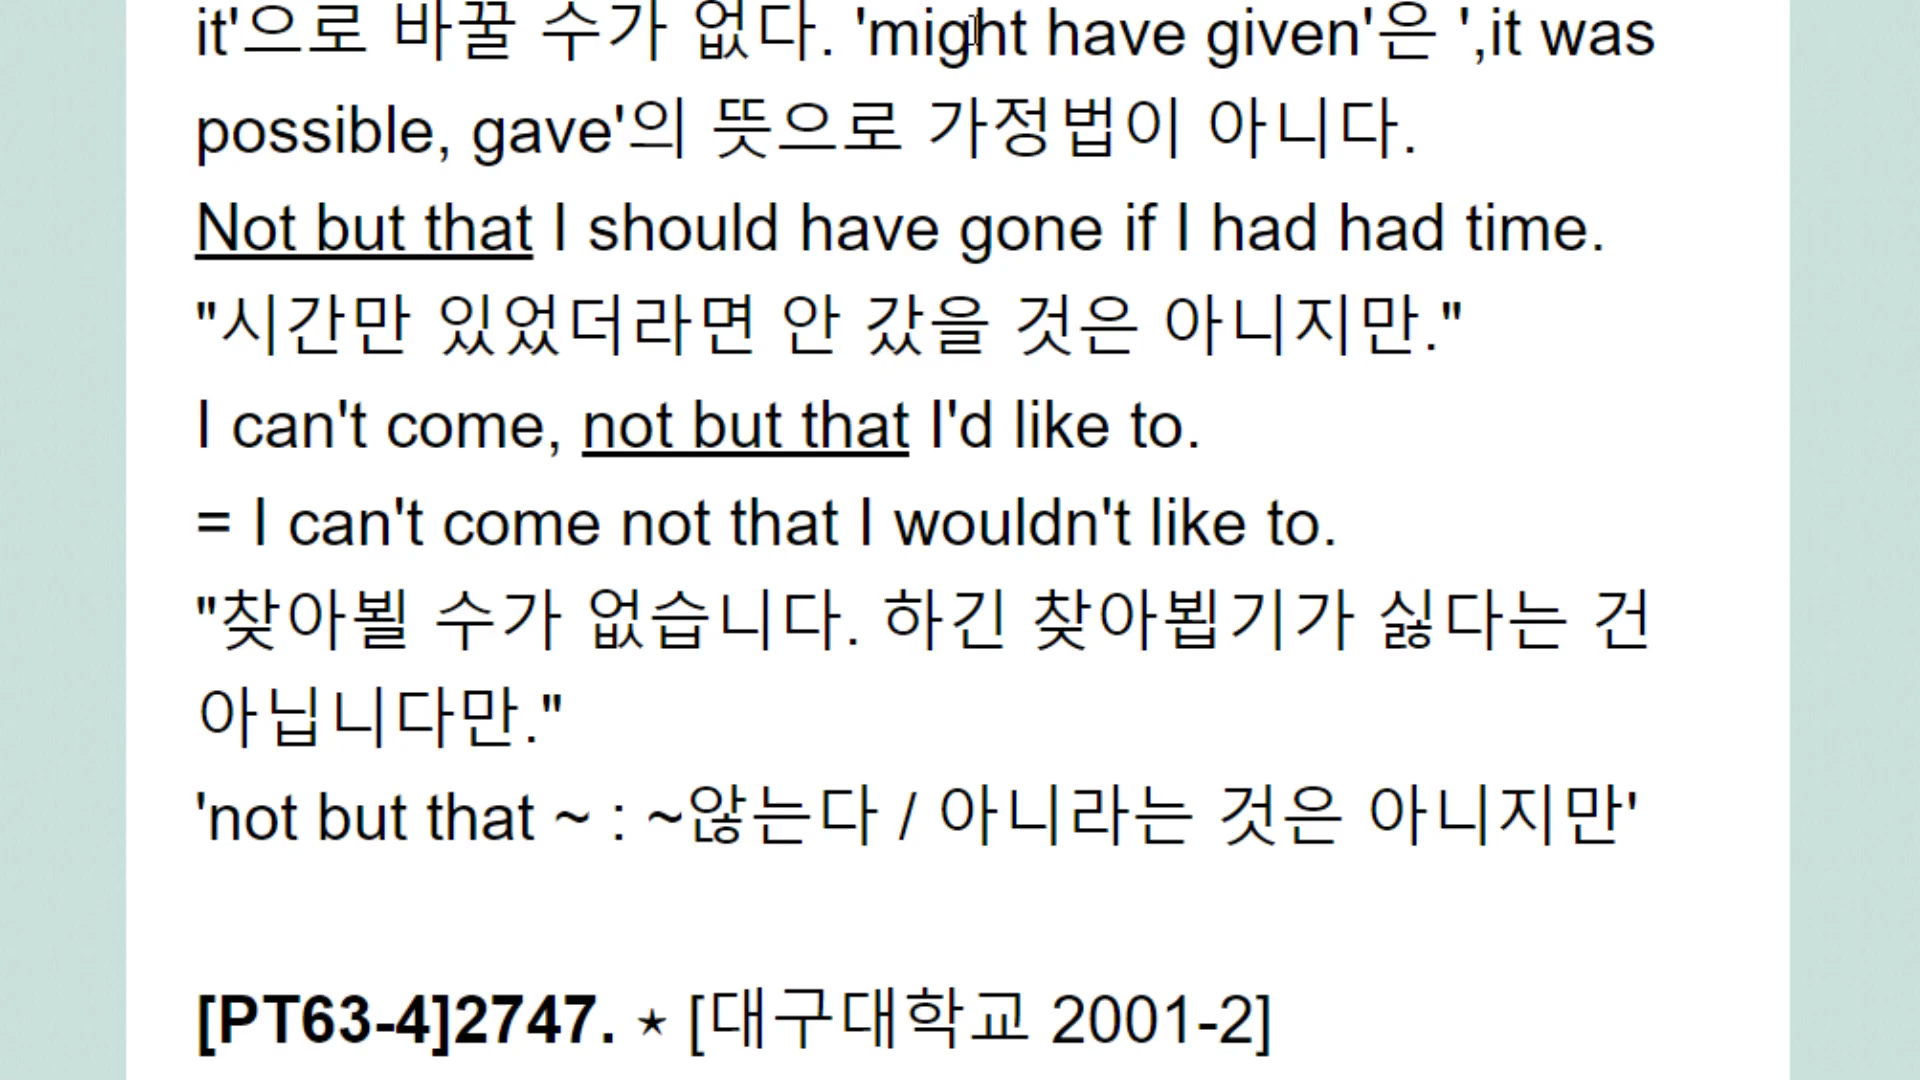 it'으로 바꿀 수가 없다. 'might have given'은 ',it was
possible, gave'의 뜻으로 가정법이 아니다.
Not but that I should have gone if I had had time.
"시간만 있었더라면 안 갔을 것은 아니지만."
I can't come, not but that I'd like to.
= I can't come not that I wouldn't like to.
"찾아뵐 수가 없습니다. 하긴 찾아뵙기가 싫다는 건
아닙니다만."
'not but that ~ : ~않는다 / 아니라는 것은 아니지만'
[PT63-4]2747. ⋆ [대구대학교 2001-2]